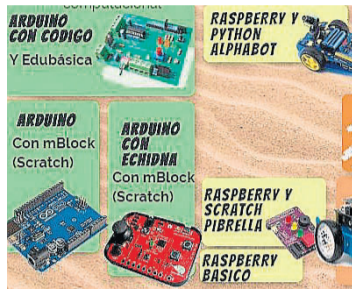 computacional
ARDUINO
CON CODIGO
Y Edubásica
RASPBERRY Y
PYTHON
ALPHABOT
ARDUINO
Con mBlock
(Scratch)
ARDUINO
CON
ECHIDNA
Con mBlock
(Scratch)
RASPBERRY Y
SCRATCH
PIBRELLA
RASPBERRY
BASICO